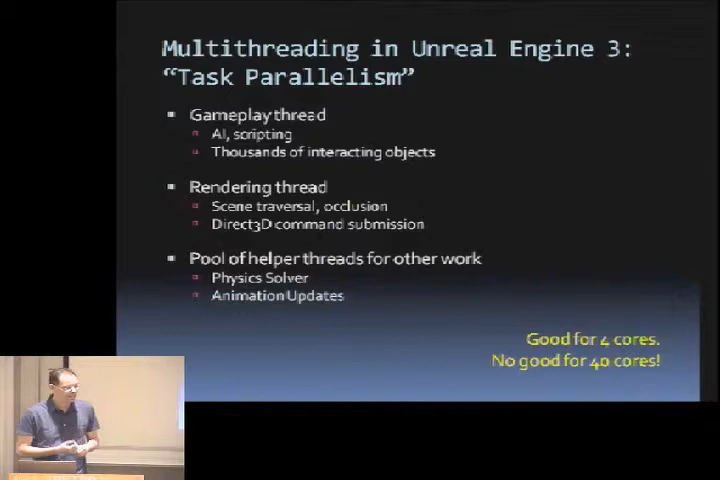 Multithreading in Unreal Engine 3:
“Task Parallelism”
Gameplay thread
AI, scripting
Thousands of interacting objects
Rendering thread
Scene traversal, occlusion
Direct3D command submission
Pool of helper threads for other work
Physics Solver
Animation Updates
Good for 4 cores.
No good for 40 cores!